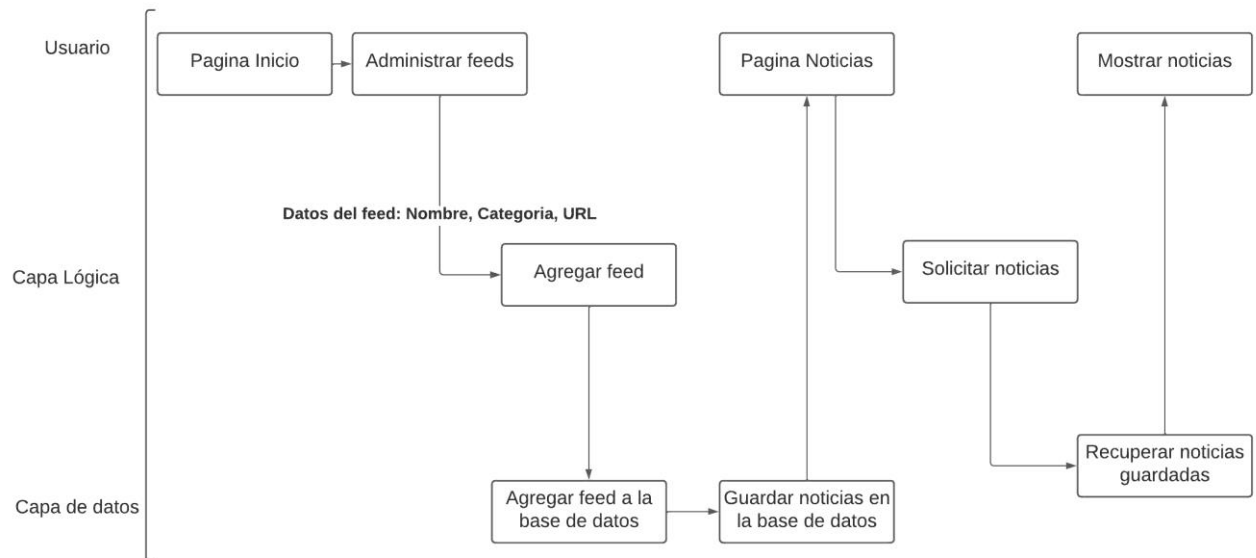 Usuario
Pagina Inicio
Administrar feeds
Pagina Noticias
Mostrar noticias
Datos del feed: Nombre, Categoria, URL
Capa Lógica
Agregar feed
Solicitar noticias
Capa de datos
Agregar feed a la
base de datos
Guardar noticias en
la base de datos
Recuperar noticias
guardadas